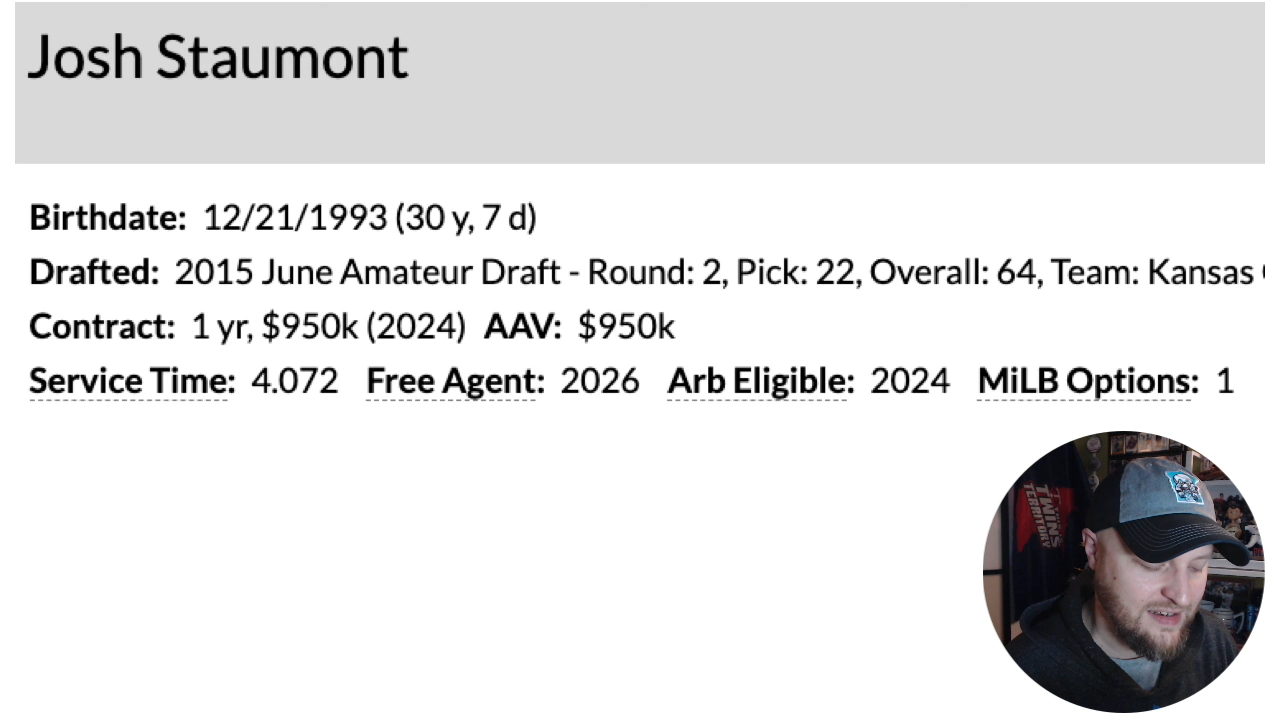 Josh Staumont
Birthdate: 12/21/1993 (30 y, 7 d)
Drafted: 2015 June Amateur Draft - Round: 2, Pick: 22, Overall: 64, Team: Kansas
Contract: 1 yr, $950k (2024) AAV: $950k
Service Time: 4.072 Free Agent: 2026 Arb Eligible: 2024 MiLB Options: 1
TWINS
TERRITORY